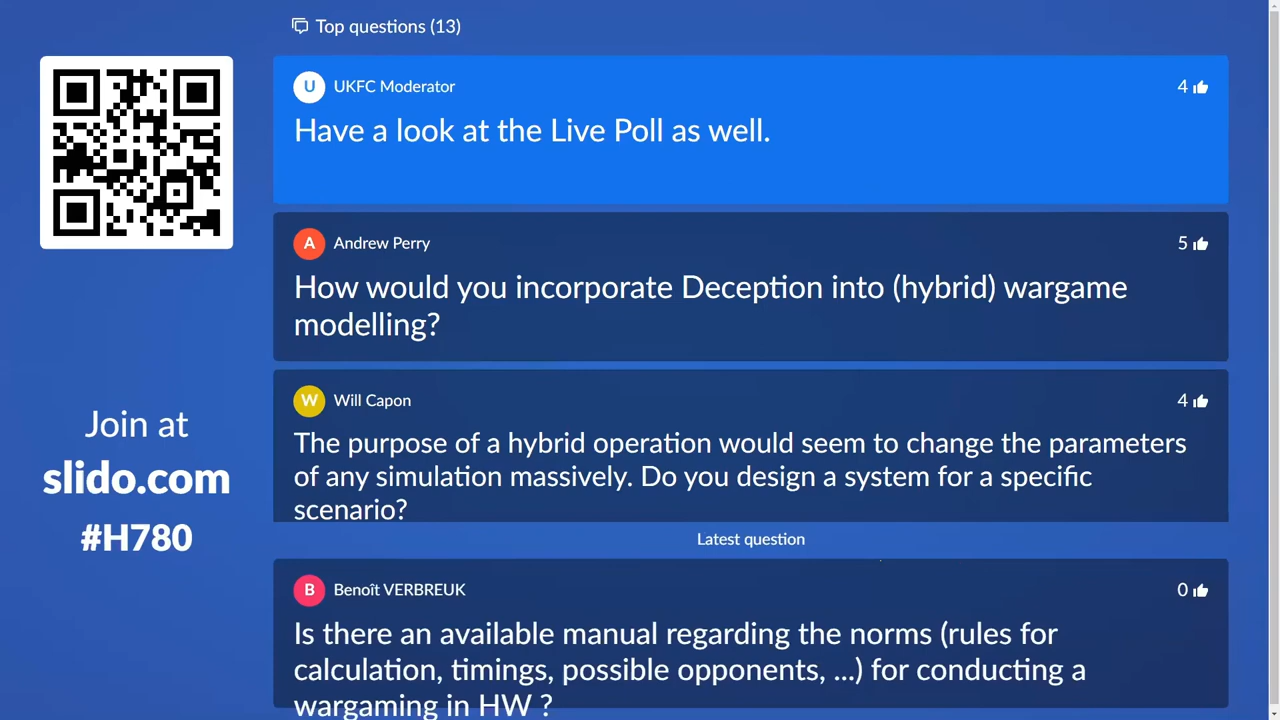 Top questions (13)
U UKFC Moderator 4
Have a look at the Live Poll as well.
A Andrew Perry 5
How would you incorporate Deception into (hybrid) wargame
modelling?
W Will Capon 4
The purpose of a hybrid operation would seem to change the parameters
of any simulation massively. Do you design a system for a specific
scenario?
Join at
slido.com
#H780
Latest question
B Benoît VERBREUK 0
Is there an available manual regarding the norms (rules for
calculation, timings, possible opponents, ...) for conducting a
wargaming in HW ?